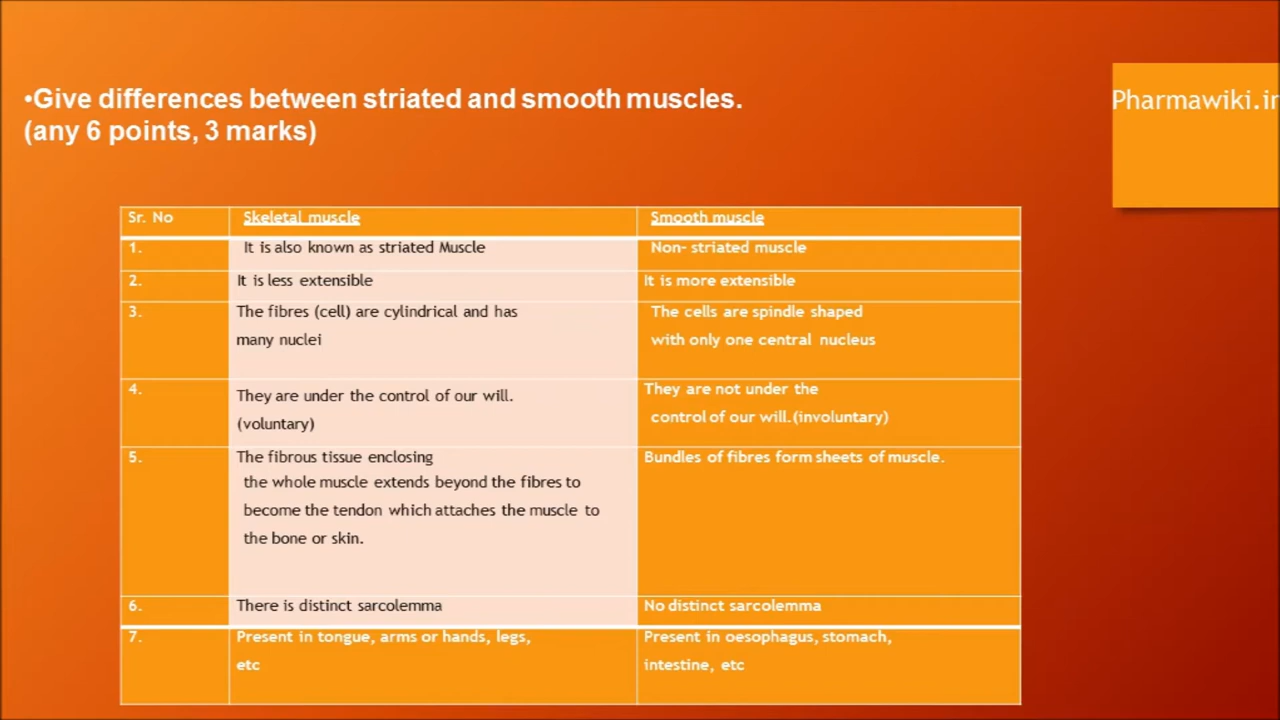 •Give differences between striated and smooth muscles.
(any 6 points, 3 marks)
Pharmawiki.in
Sr. No Skeletal muscle Smooth muscle
1. It is also known as striated Muscle Non- striated muscle
2. It is less extensible It is more extensible
3. The fibres (cell) are cylindrical and has The cells are spindle shaped
many nuclei with only one central nucleus
4. They are under the control of our will. They are not under the
(voluntary) control of our will.(involuntary)
5. The fibrous tissue enclosing Bundles of fibres form sheets of muscle.
the whole muscle extends beyond the fibres to
become the tendon which attaches the muscle to
the bone or skin.
6. There is distinct sarcolemma No distinct sarcolemma
7. Present in tongue, arms or hands, legs, Present in oesophagus, stomach,
etc intestine, etc